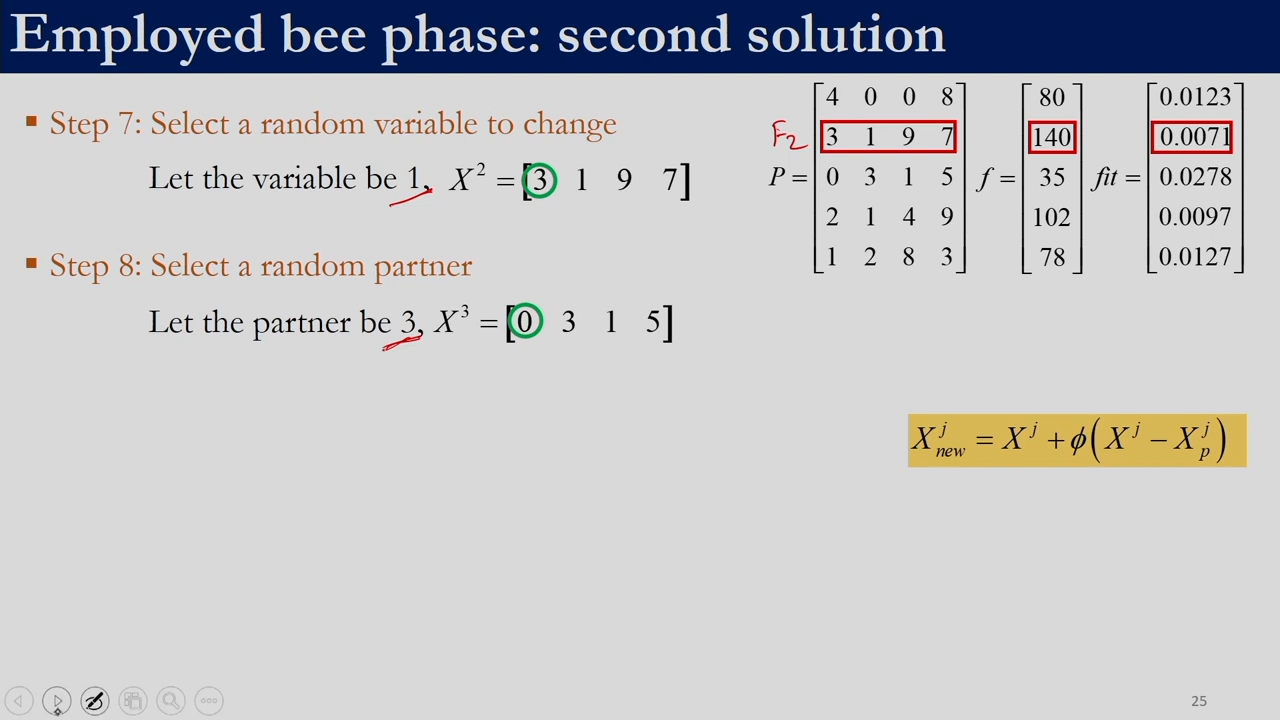 Employed bee phase: second solution
▪ Step 7: Select a random variable to change
Let the variable be 1, X² = [3 1 9 7]
▪ Step 8: Select a random partner
Let the partner be 3, X³ = [0 3 1 5]
F2
P = [4 0 0 8
3 1 9 7
0 3 1 5
2 1 4 9
1 2 8 3]
f = [80
140
35
102
78]
fit = [0.0123
0.0071
0.0278
0.0097
0.0127]
X_new^j = X^j + ϕ(X^j − X_p^j)
25